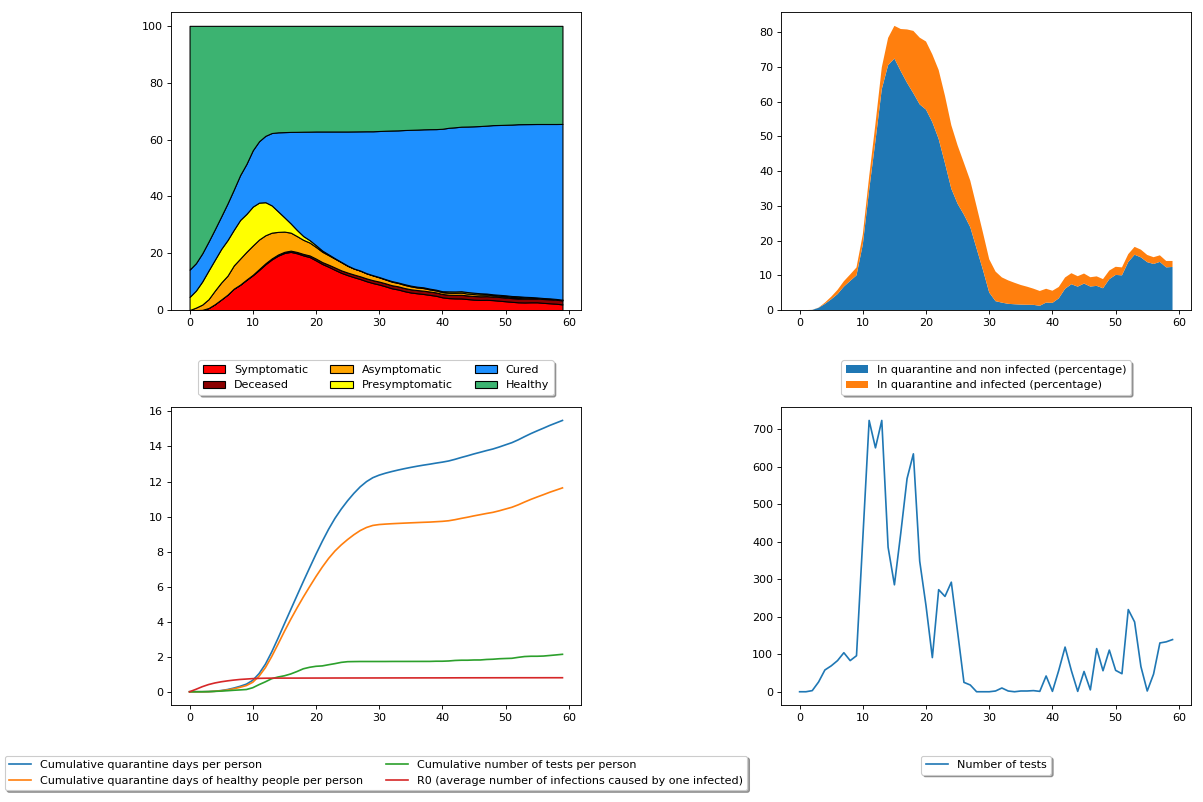 100
80
60
40
20
0
0 10 20 30 40 50 60
80
70
60
50
40
30
20
10
0
0 10 20 30 40 50 60
Symptomatic Asymptomatic Cured
Deceased Presymptomatic Healthy
In quarantine and non infected (percentage)
In quarantine and infected (percentage)
16
14
12
10
8
6
4
2
0
0 10 20 30 40 50 60
700
600
500
400
300
200
100
0
0 10 20 30 40 50 60
Cumulative quarantine days per person Cumulative number of tests per person
Cumulative quarantine days of healthy people per person R0 (average number of infections caused by one infected)
Number of tests